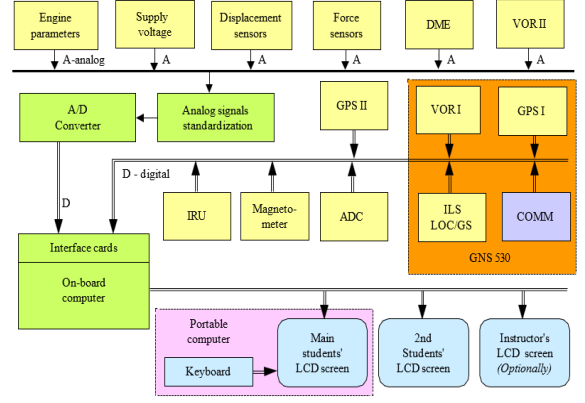 Engine
parameters
Supply
voltage
Displacement
sensors
Force
sensors
DME
VOR II
A-analog
A
A
A
A
A
A/D
Converter
Analog signals
standardization
GPS II
VOR I
GPS I
D - digital
D
IRU
Magneto-
meter
ADC
ILS
LOC/GS
COMM
GNS 530
Interface cards
On-board
computer
Portable
computer
Keyboard
Main
students'
LCD screen
2nd
Students'
LCD screen
Instructor's
LCD screen
(Optionally)